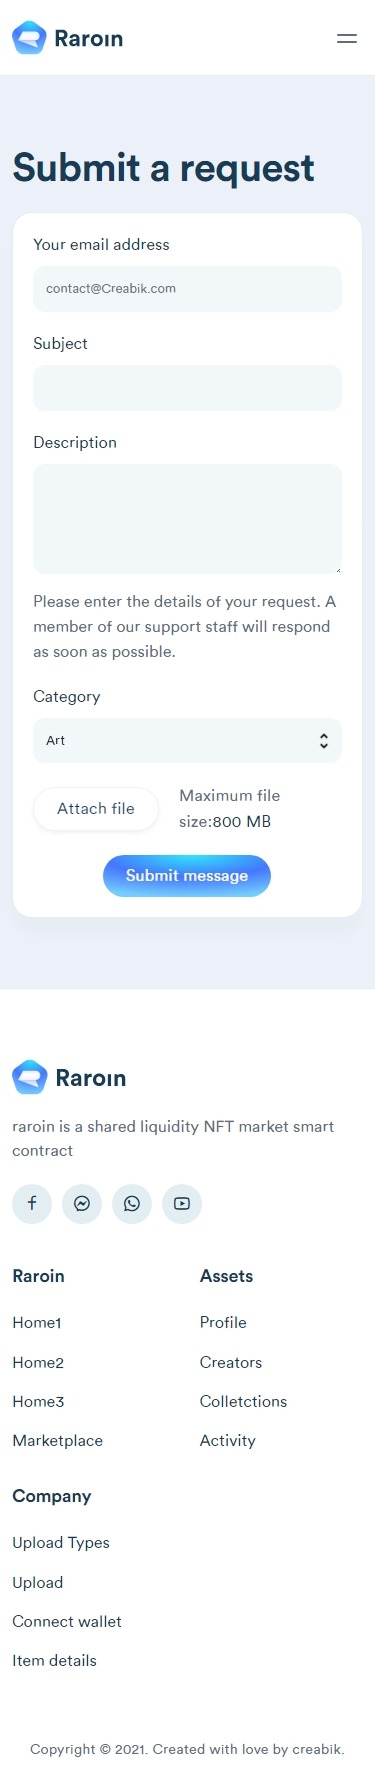 Raroın
Submit a request
Your email address
contact@Creabik.com
Subject
Description
Please enter the details of your request. A
member of our support staff will respond
as soon as possible.
Category
Art
Attach file
Maximum file
size:800 MB
Submit message
Raroın
raroin is a shared liquidity NFT market smart
contract
Raroin
Home1
Home2
Home3
Marketplace
Assets
Profile
Creators
Colletctions
Activity
Company
Upload Types
Upload
Connect wallet
Item details
Copyright © 2021. Created with love by creabik.